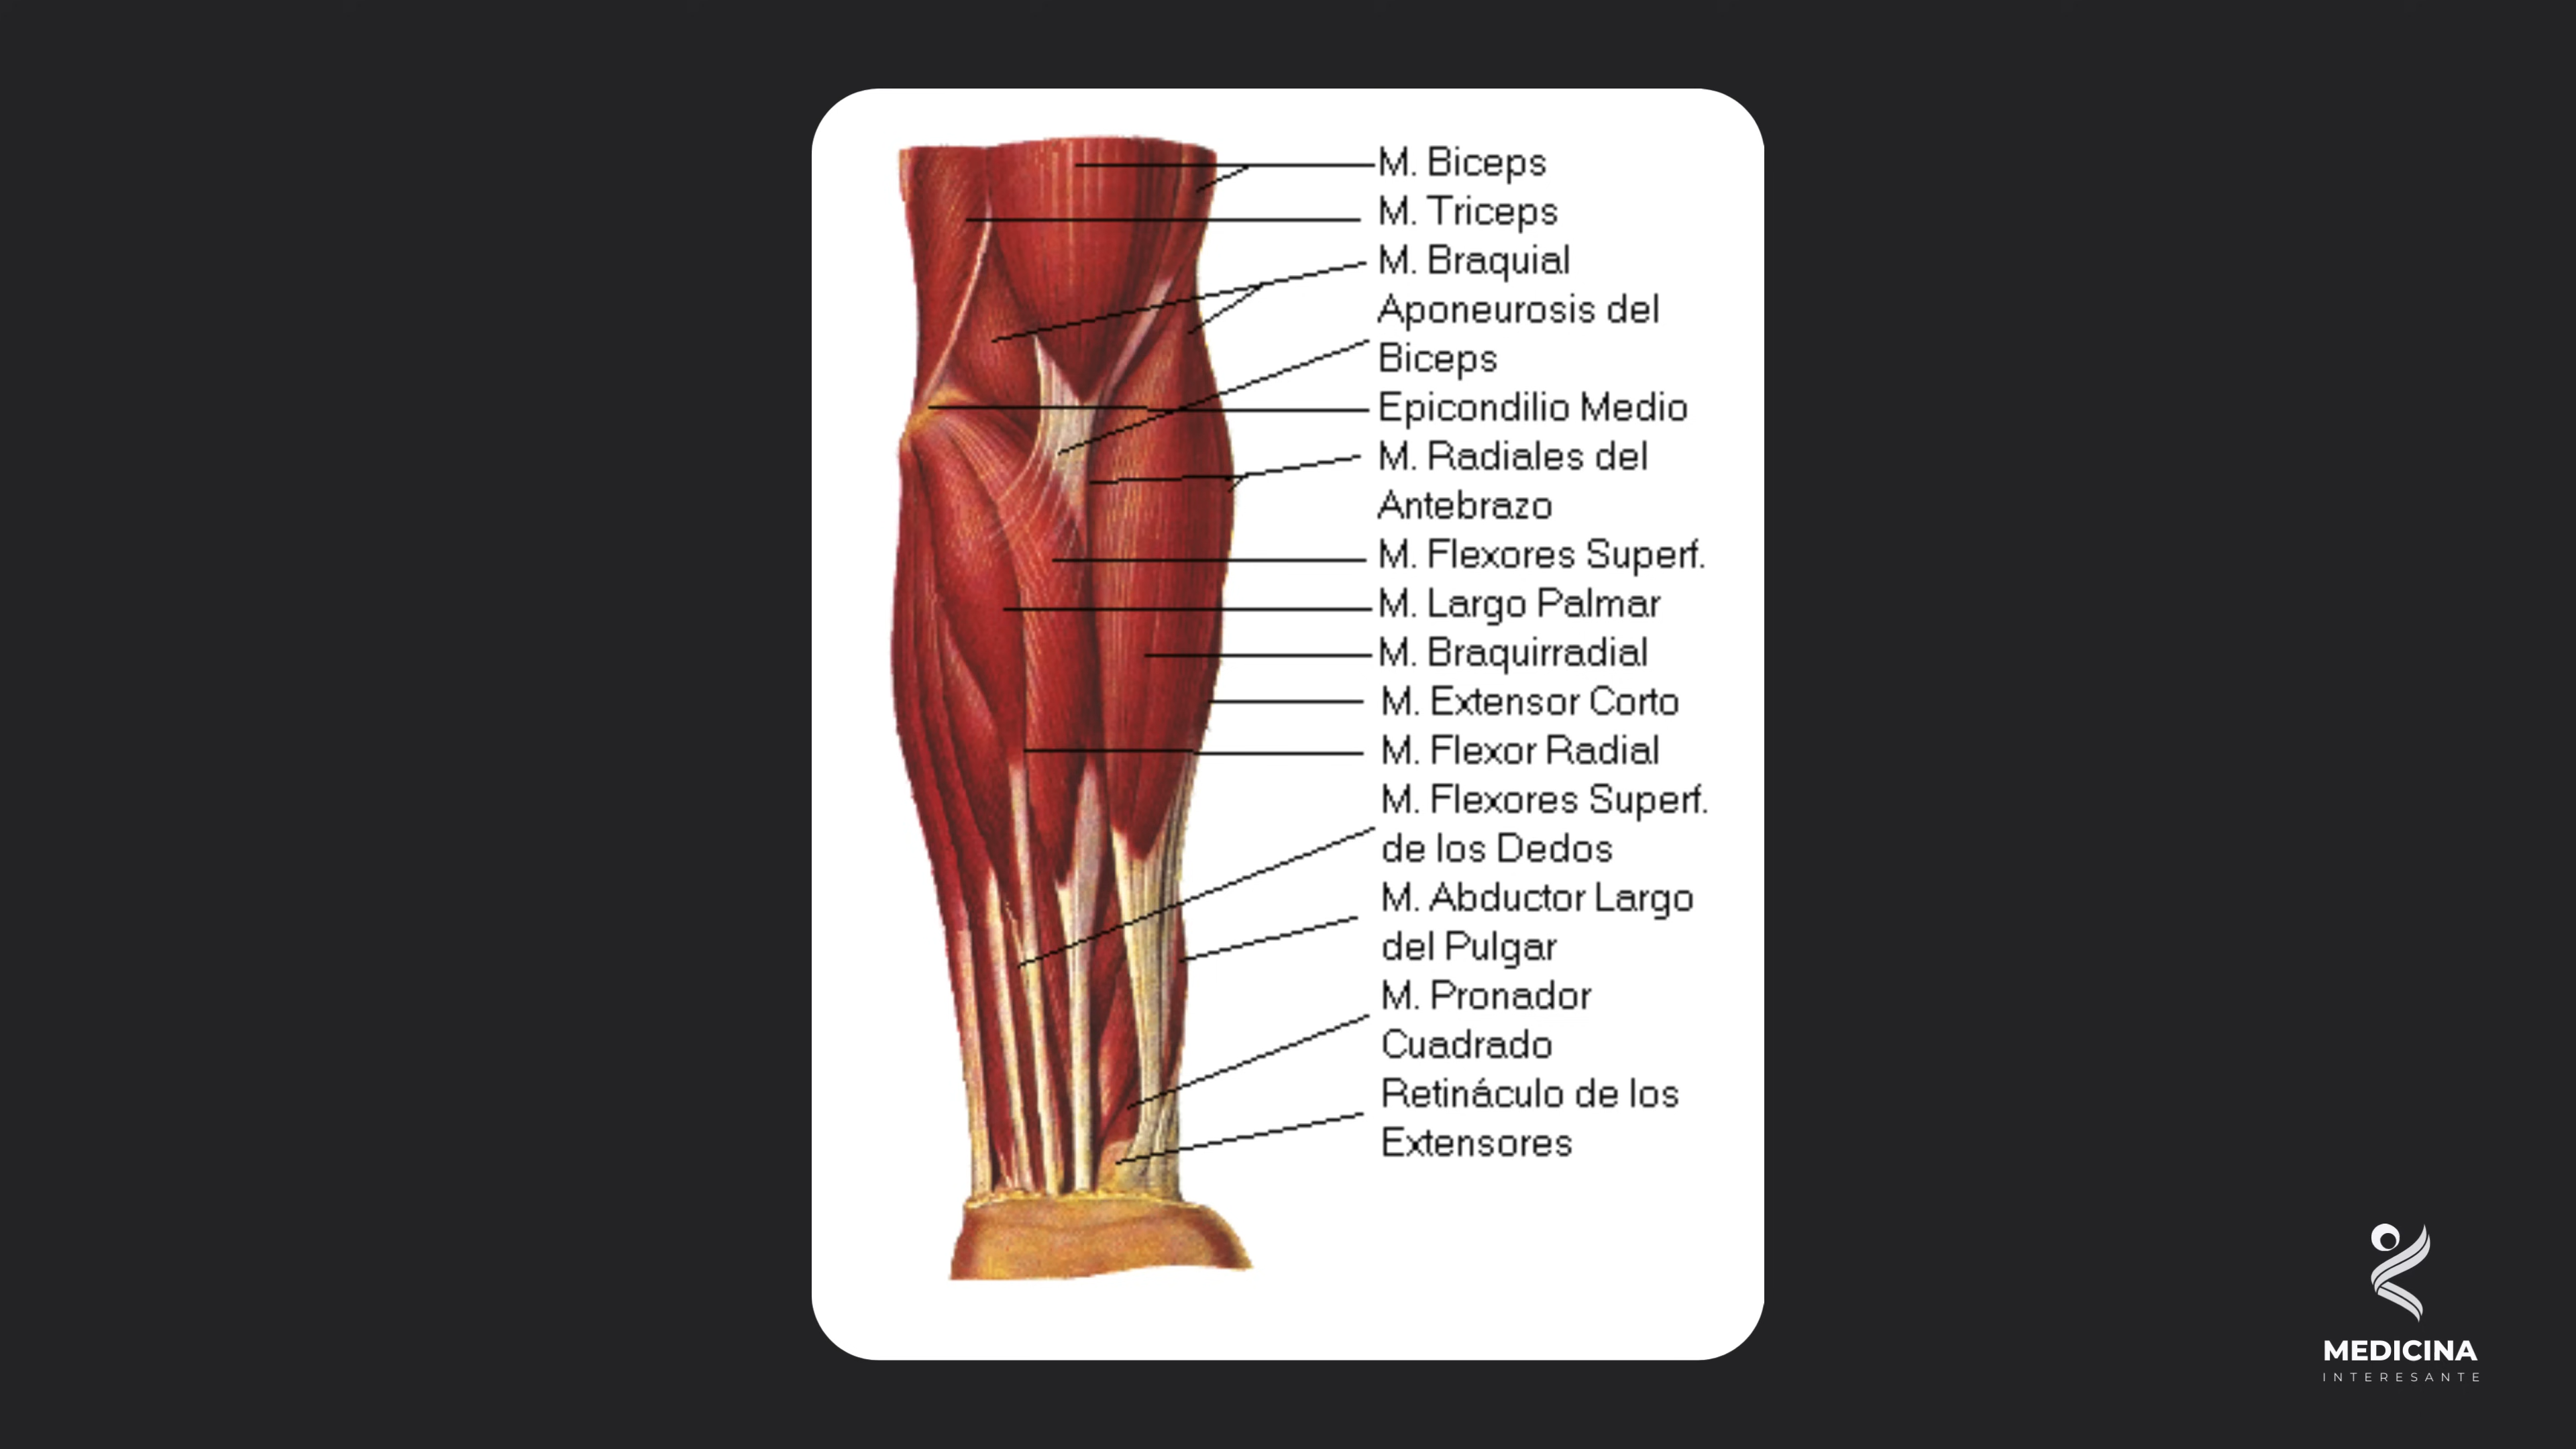 M. Biceps
M. Triceps
M. Braquial
Aponeurosis del
Biceps
Epicondilio Medio
M. Radiales del
Antebrazo
M. Flexores Superf.
M. Largo Palmar
M. Braquirradial
M. Extensor Corto
M. Flexor Radial
M. Flexores Superf.
de los Dedos
M. Abductor Largo
del Pulgar
M. Pronador
Cuadrado
Retináculo de los
Extensores
MEDICINA
INTERESANTE